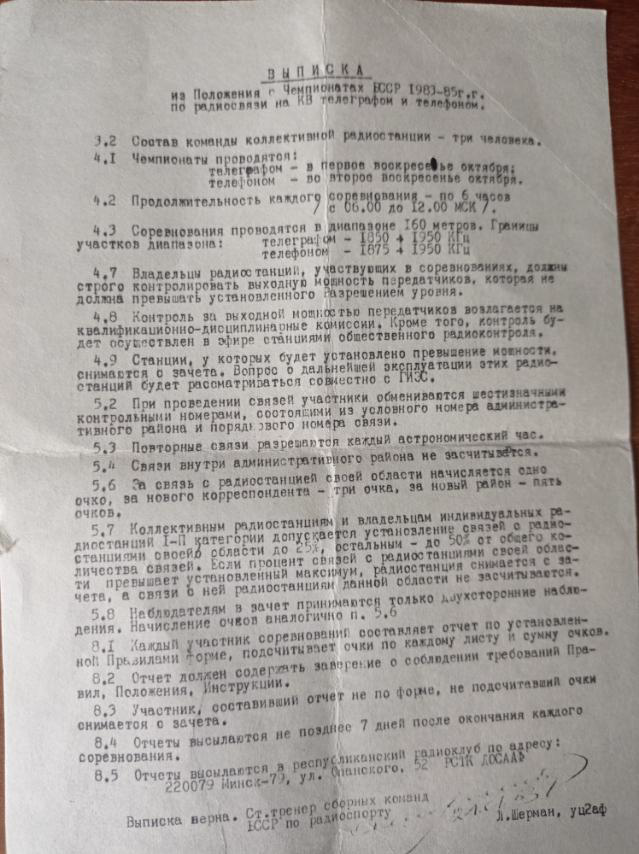 ВЫПИСКА
из Положения о Чемпионатах БССР 1983-85г.г.
по радиосвязи на КВ телеграфом и телефоном.
3.2 Состав команды коллективной радиостанции - три человека.
4.1 Чемпионаты проводятся:
телеграфом - в первое воскресенье октября;
телефоном - во второе воскресенье октября.
4.2 Продолжительность каждого соревнования - по 6 часов
/ с 06.00 до 12.00 МСК /.
4.3 Соревнования проводятся в диапазоне 160 метров. Границы
участков диапазона: телеграфом - 1850 + 1950 КГц
телефоном - 1875 + 1950 КГц
4.7 Владельцы радиостанций, участвующих в соревнованиях, должны
строго контролировать выходную мощность передатчиков, которая не
должна превышать установленного Разрешением уровня.
4.8 Контроль за выходной мощностью передатчиков возлагается на
квалификационно-дисциплинарные комиссии. Кроме того, контроль бу-
дет осуществлен в эфире станциями общественного радиоконтроля.
4.9 Станции, у которых будет установлено превышение мощности,
снимаются с зачета. Вопрос о дальнейшей эксплуатации этих радио-
станций будет рассматриваться совместно с ГИЭС.
5.2 При проведении связей участники обмениваются шестизначными
контрольными номерами, состоящими из условного номера администра-
тивного района и порядкового номера связи.
5.3 Повторные связи разрешаются каждый астрономический час.
5.4 Связи внутри административного района не засчитывается.
5.6 За связь с радиостанцией своей области начисляется одно
очко, за нового корреспондента - три очка, за новый район - пять
очков.
5.7 Коллективным радиостанциям и владельцам индивидуальных ра-
диостанций I-П категории допускается установление связей с радио-
станциями своей области до 25%, остальным - до 50% от общего ко-
личества связей. Если процент связей с радиостанциями своей облас-
ти превышает установленный максимум, радиостанция снимается с за-
чета, а связи с ней радиостанциям данной области не засчитываются.
5.8 Наблюдателям в зачет принимаются только двухсторонние наблю-
дения. Начисление очков аналогично п. 5.6
8.1 Каждый участник соревнований составляет отчет по установлен-
ной Правилами форме, подсчитывает очки по каждому листу и сумму очков.
8.2 Отчет должен содержать заверение о соблюдении требований Пра-
вил, Положения, Инструкции.
8.3 Участник, составивший отчет не по форме, не подсчитавший очки
снимается с зачета.
8.4 Отчеты высылаются не позднее 7 дней после окончания каждого
соревнования.
8.5 Отчеты высылаются в республиканский радиоклуб по адресу:
220079 Минск-79, ул. Опанского, 52 РСТК ДОСААФ
Выписка верна. Ст.тренер сборных команд
БССР по радиоспорту Л.Шерман, уц2аф